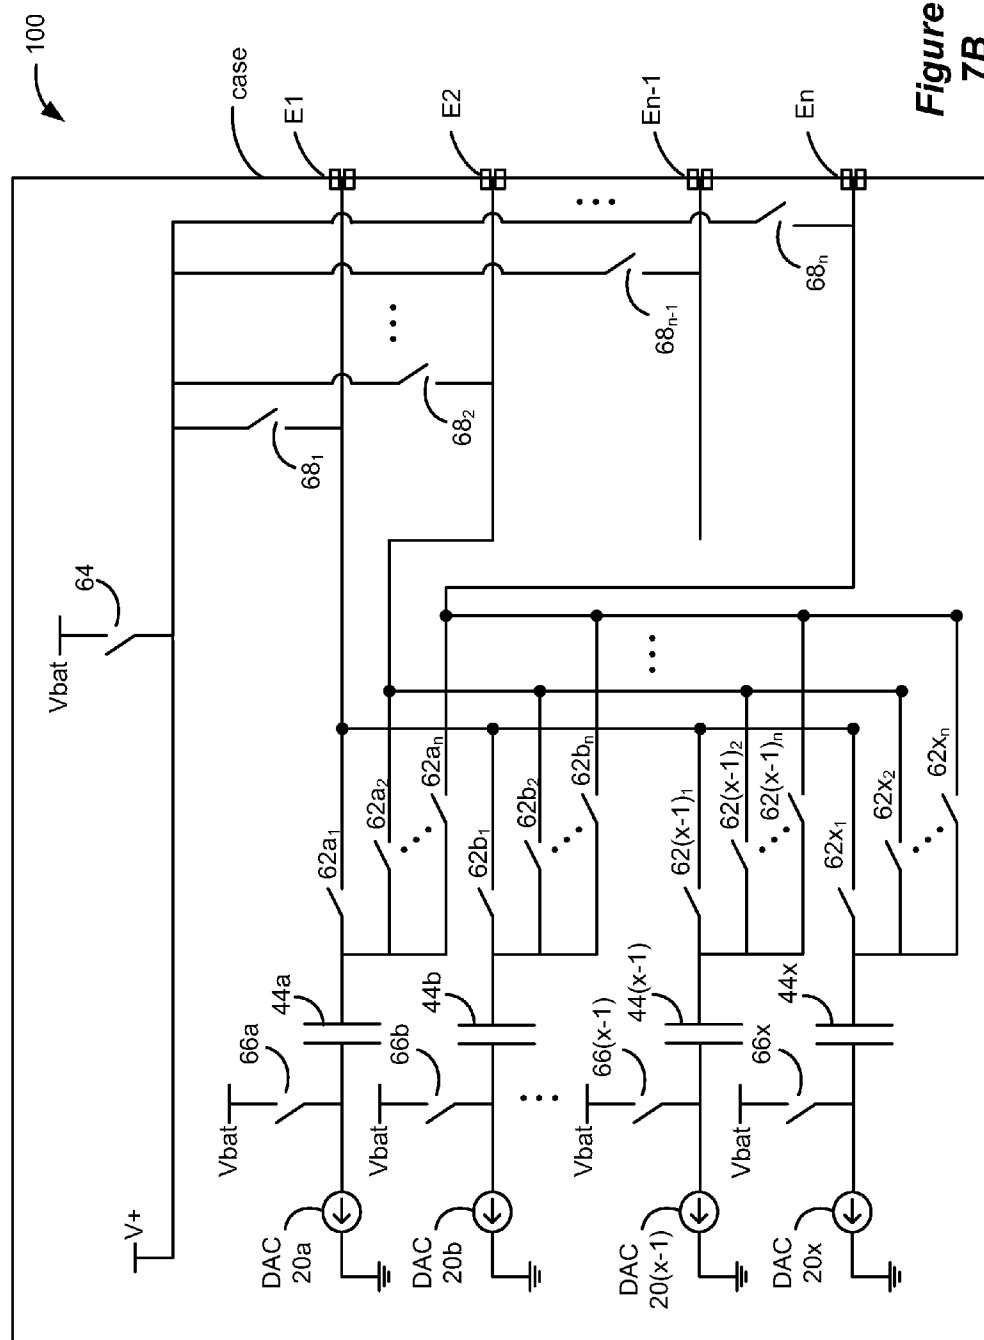 100
case
E1
E2
En-1
En
Figure
7B
68₁
68₂
68ₙ₋₁
68ₙ
Vbat
64
V+
62a₁
62a₂
62aₙ
62b₁
62b₂
62bₙ
62(x-1)₁
62(x-1)₂
62(x-1)ₙ
62x₁
62x₂
62xₙ
44a
44b
44(x-1)
44x
66a
66b
66(x-1)
66x
Vbat
Vbat
Vbat
Vbat
DAC
20a
DAC
20b
DAC
20(x-1)
DAC
20x